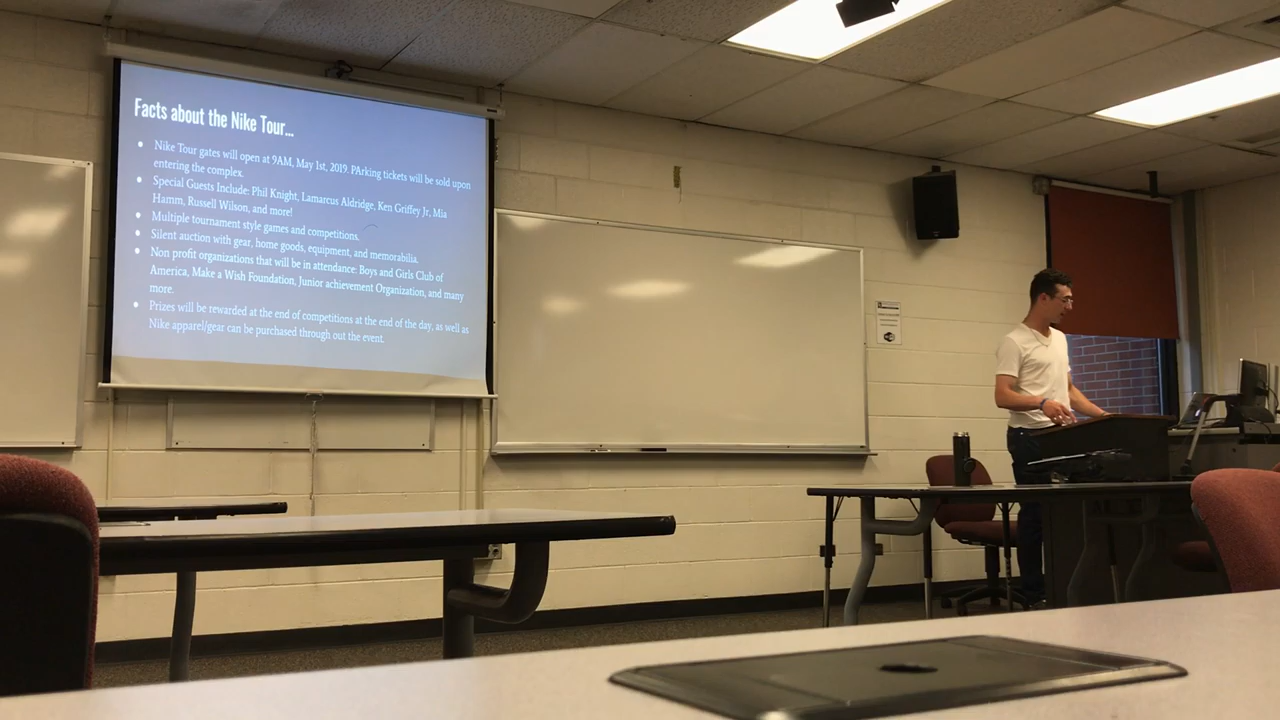 Facts about the Nike Tour...
• Nike Tour gates will open at 9AM, May 1st, 2019. PArking tickets will be sold upon
entering the complex.
• Special Guests Include: Phil Knight, Lamarcus Aldridge, Ken Griffey Jr, Mia
Hamm, Russell Wilson, and more!
• Multiple tournament style games and competitions.
• Silent auction with gear, home goods, equipment, and memorabilia.
• Non profit organizations that will be in attendance: Boys and Girls Club of
America, Make a Wish Foundation, Junior achievement Organization, and many
more.
• Prizes will be rewarded at the end of competitions at the end of the day, as well as
Nike apparel/gear can be purchased through out the event.